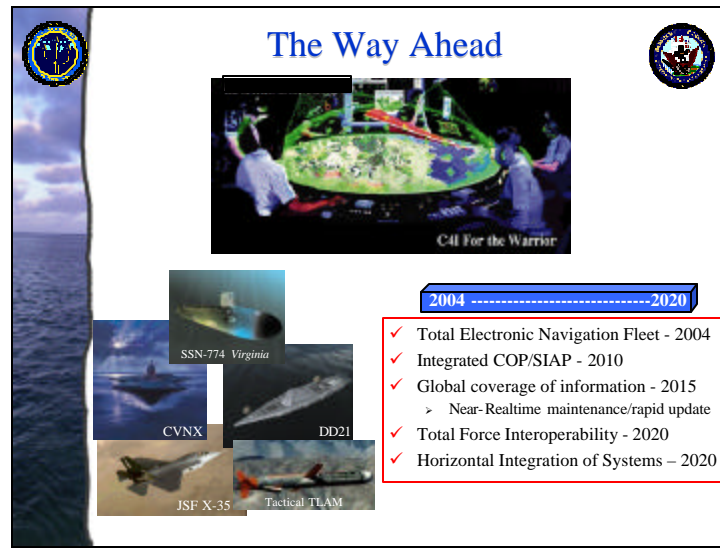 The Way Ahead
C4I For the Warrior
SSN-774 Virginia
CVNX
DD21
JSF X-35
Tactical TLAM
2004 ------------------------------2020
✓ Total Electronic Navigation Fleet - 2004
✓ Integrated COP/SIAP - 2010
✓ Global coverage of information - 2015
➢ Near-Realtime maintenance/rapid update
✓ Total Force Interoperability - 2020
✓ Horizontal Integration of Systems – 2020